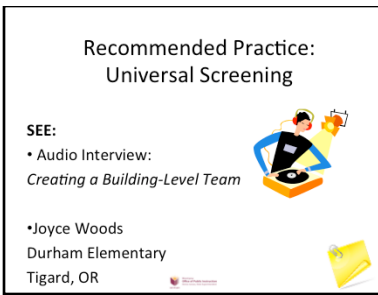 Recommended Practice:
Universal Screening
SEE:
• Audio Interview:
Creating a Building-Level Team
•Joyce Woods
Durham Elementary
Tigard, OR